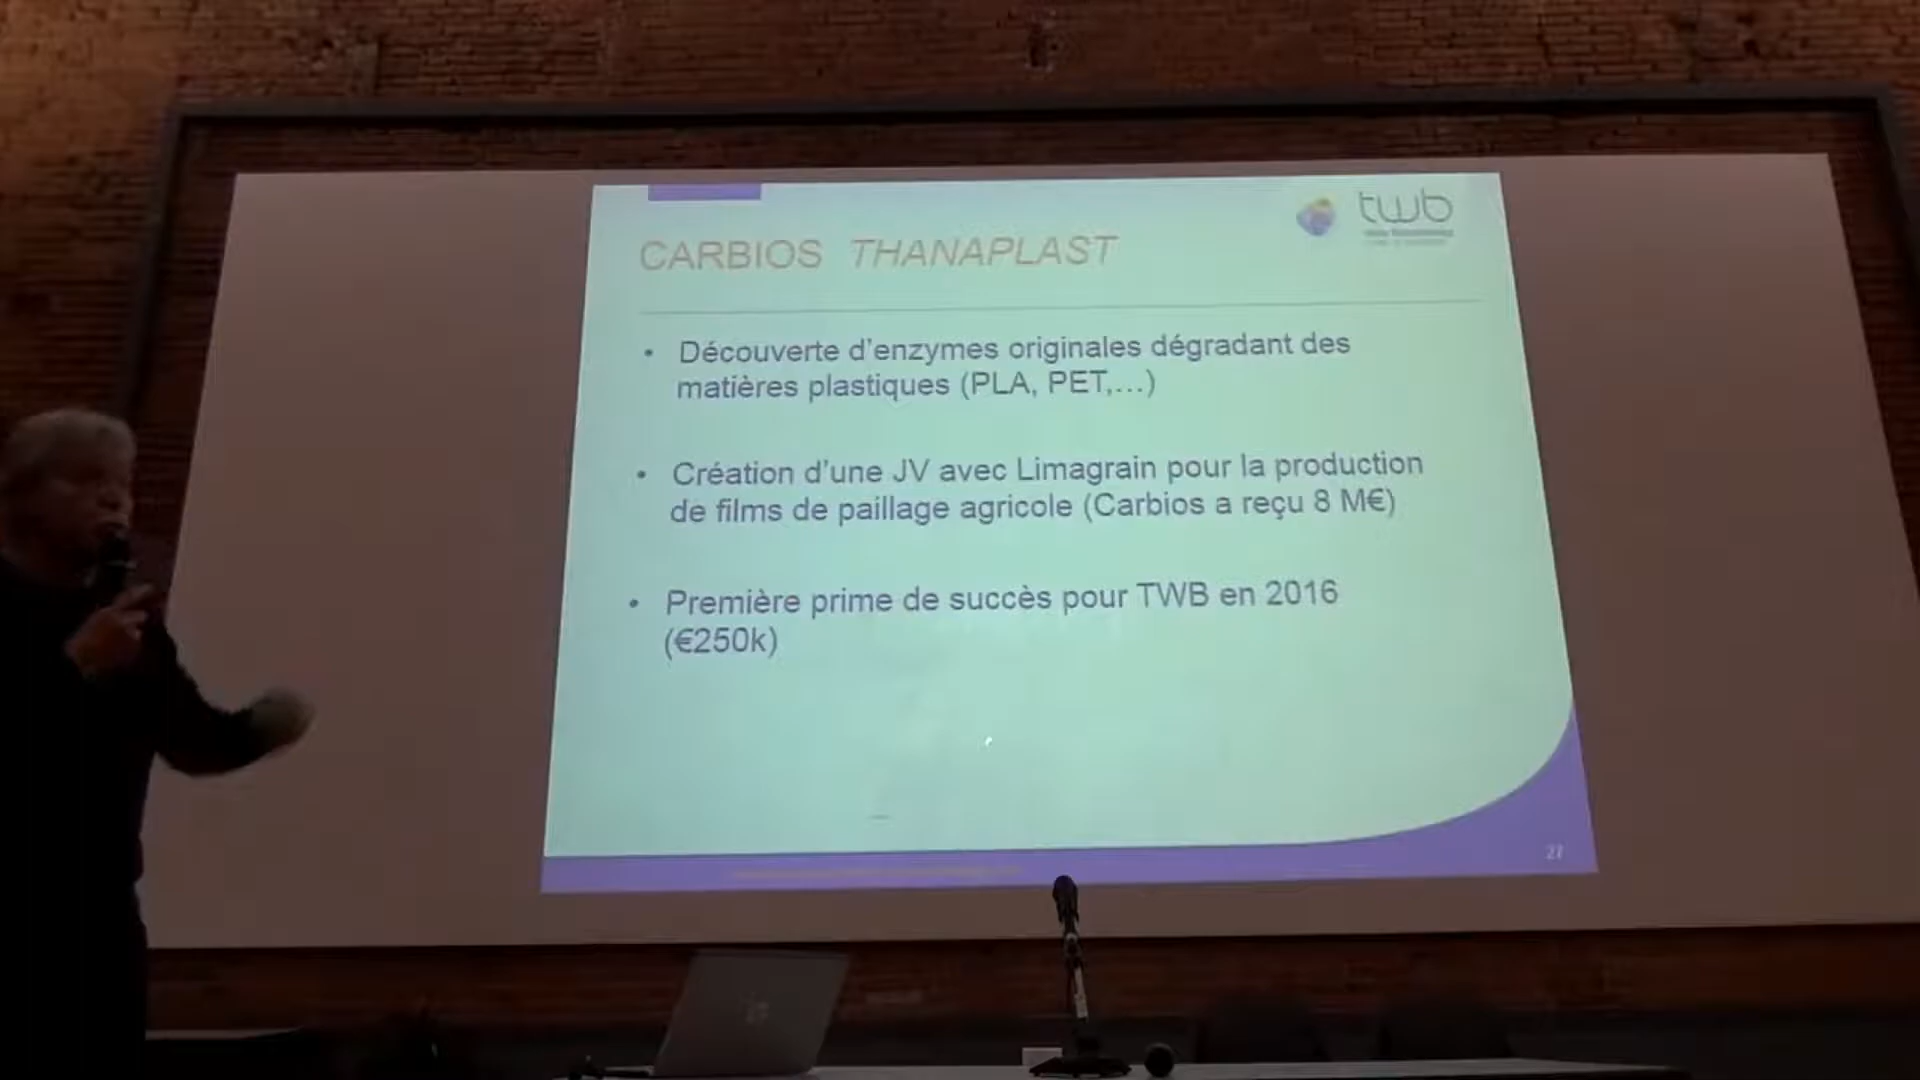 twb
CARBIOS THANAPLAST
• Découverte d'enzymes originales dégradant des
matières plastiques (PLA, PET,...)
• Création d'une JV avec Limagrain pour la production
de films de paillage agricole (Carbios a reçu 8 M€)
• Première prime de succès pour TWB en 2016
(€250k)
27